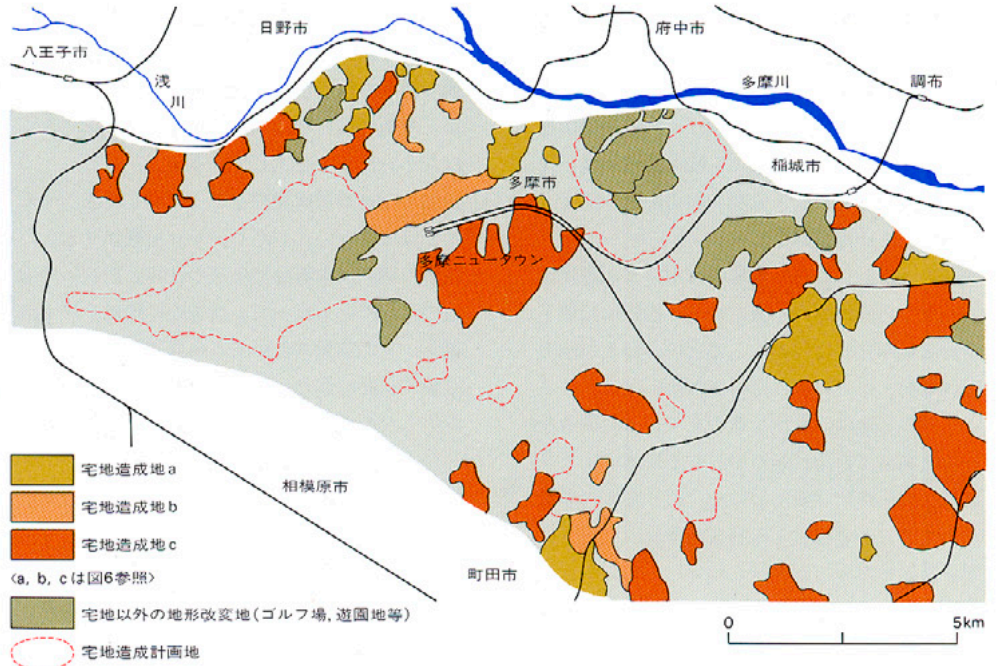 日野市
府中市
八王子市
浅川
多摩川
調布
稲城市
多摩市
多摩ニュータウン
宅地造成地a
宅地造成地b
相模原市
宅地造成地c
〈a, b, cは図6参照〉
町田市
宅地以外の地形改変地(ゴルフ場, 遊園地等)
宅地造成計画地
0 5km